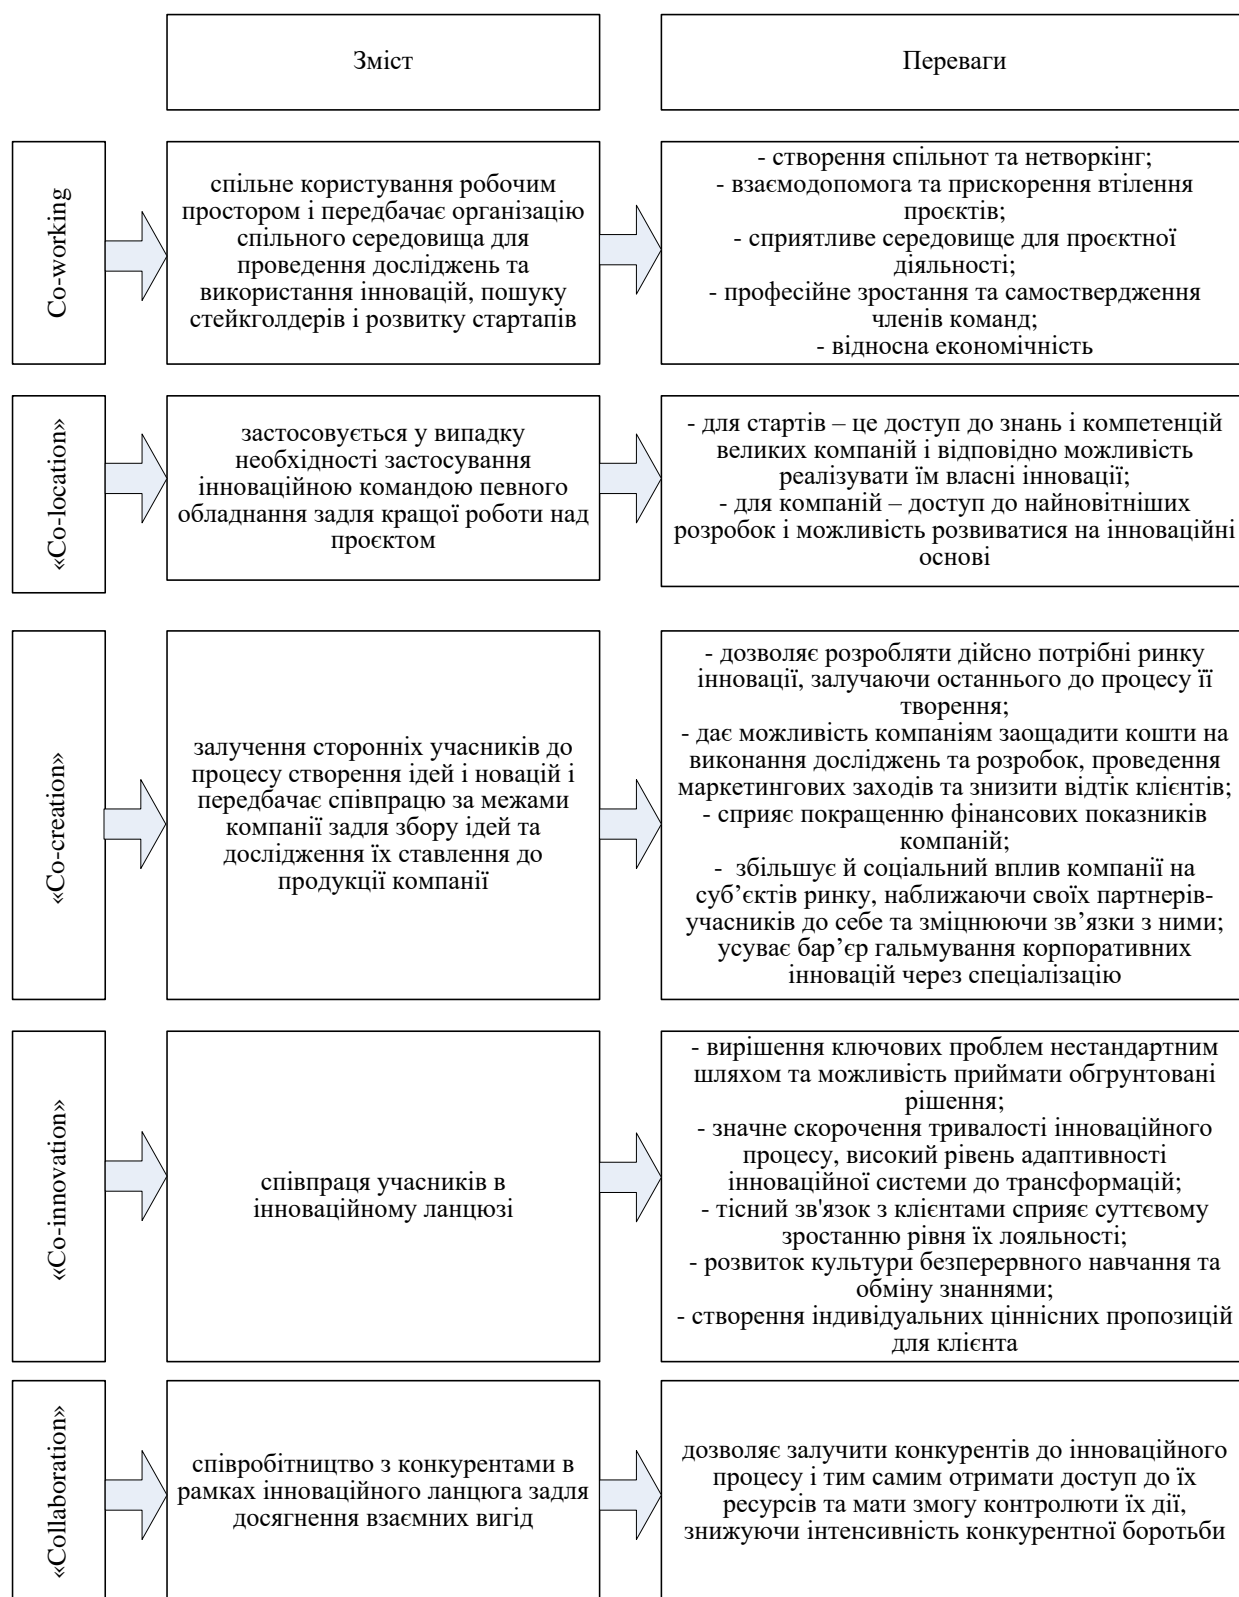 Зміст
Переваги
Co-working
спільне користування робочим
простором і передбачає організацію
спільного середовища для
проведення досліджень та
використання інновацій, пошуку
стейкголдерів і розвитку стартапів
- створення спільнот та нетворкінг;
- взаємодопомога та прискорення втілення
проєктів;
- сприятливе середовище для проєктної
діяльності;
- професійне зростання та самоствердження
членів команд;
- відносна економічність
«Co-location»
застосовується у випадку
необхідності застосування
інноваційною командою певного
обладнання задля кращої роботи над
проєктом
- для стартів – це доступ до знань і компетенцій
великих компаній і відповідно можливість
реалізувати їм власні інновації;
- для компаній – доступ до найновітніших
розробок і можливість розвиватися на інноваційні
основі
«Co-creation»
залучення сторонніх учасників до
процесу створення ідей і новацій і
передбачає співпрацю за межами
компанії задля збору ідей та
дослідження їх ставлення до
продукції компанії
- дозволяє розробляти дійсно потрібні ринку
інновації, залучаючи останнього до процесу її
творення;
- дає можливість компаніям заощадити кошти на
виконання досліджень та розробок, проведення
маркетингових заходів та знизити відтік клієнтів;
- сприяє покращенню фінансових показників
компаній;
- збільшує й соціальний вплив компанії на
суб’єктів ринку, наближаючи своїх партнерів-
учасників до себе та зміцнюючи зв’язки з ними;
усуває бар’єр гальмування корпоративних
інновацій через спеціалізацію
«Co-innovation»
співпраця учасників в
інноваційному ланцюзі
- вирішення ключових проблем нестандартним
шляхом та можливість приймати обгрунтовані
рішення;
- значне скорочення тривалості інноваційного
процесу, високий рівень адаптивності
інноваційної системи до трансформацій;
- тісний зв'язок з клієнтами сприяє суттєвому
зростанню рівня їх лояльності;
- розвиток культури безперервного навчання та
обміну знаннями;
- створення індивідуальних ціннісних пропозицій
для клієнта
«Collaboration»
співробітництво з конкурентами в
рамках інноваційного ланцюга задля
досягнення взаємних вигід
дозволяє залучити конкурентів до інноваційного
процесу і тим самим отримати доступ до їх
ресурсів та мати змогу контролюти їх дії,
знижуючи інтенсивність конкурентної боротьби